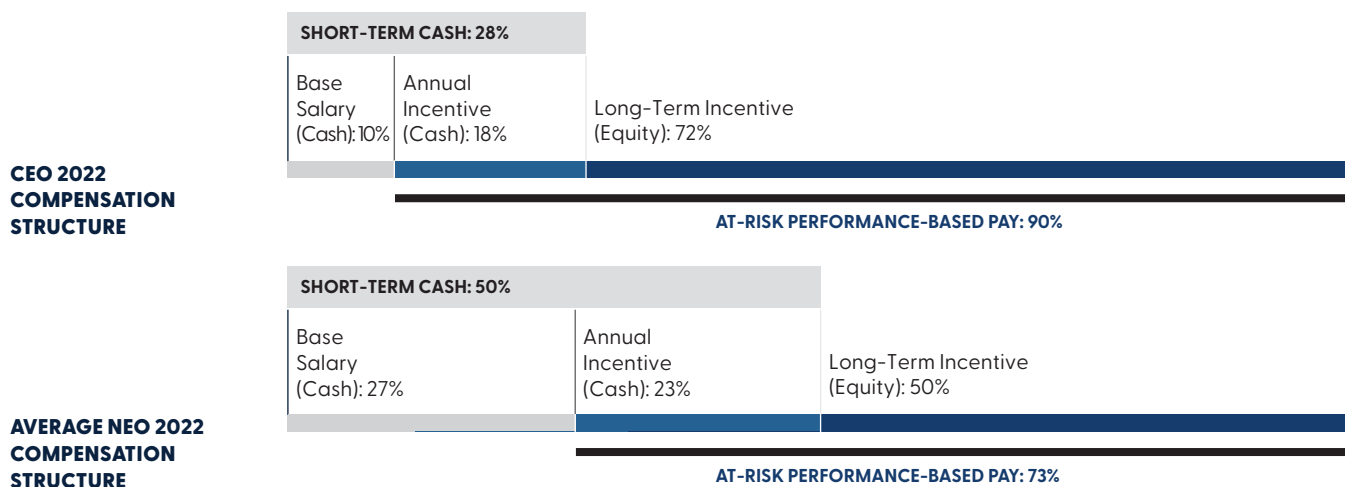 SHORT-TERM CASH: 28%
Base
Salary
(Cash): 10%
Annual
Incentive
(Cash): 18%
Long-Term Incentive
(Equity): 72%
CEO 2022
COMPENSATION
STRUCTURE
AT-RISK PERFORMANCE-BASED PAY: 90%
SHORT-TERM CASH: 50%
Base
Salary
(Cash): 27%
Annual
Incentive
(Cash): 23%
Long-Term Incentive
(Equity): 50%
AVERAGE NEO 2022
COMPENSATION
STRUCTURE
AT-RISK PERFORMANCE-BASED PAY: 73%